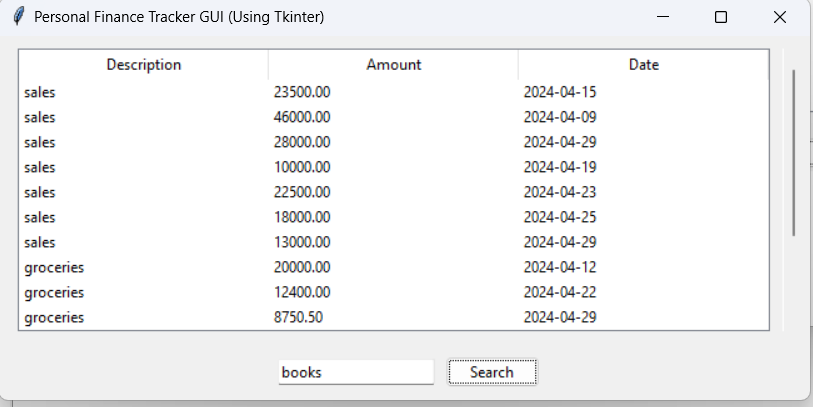 Personal Finance Tracker GUI (Using Tkinter)
Description Amount Date
sales 23500.00 2024-04-15
sales 46000.00 2024-04-09
sales 28000.00 2024-04-29
sales 10000.00 2024-04-19
sales 22500.00 2024-04-23
sales 18000.00 2024-04-25
sales 13000.00 2024-04-29
groceries 20000.00 2024-04-12
groceries 12400.00 2024-04-22
groceries 8750.50 2024-04-29
books Search